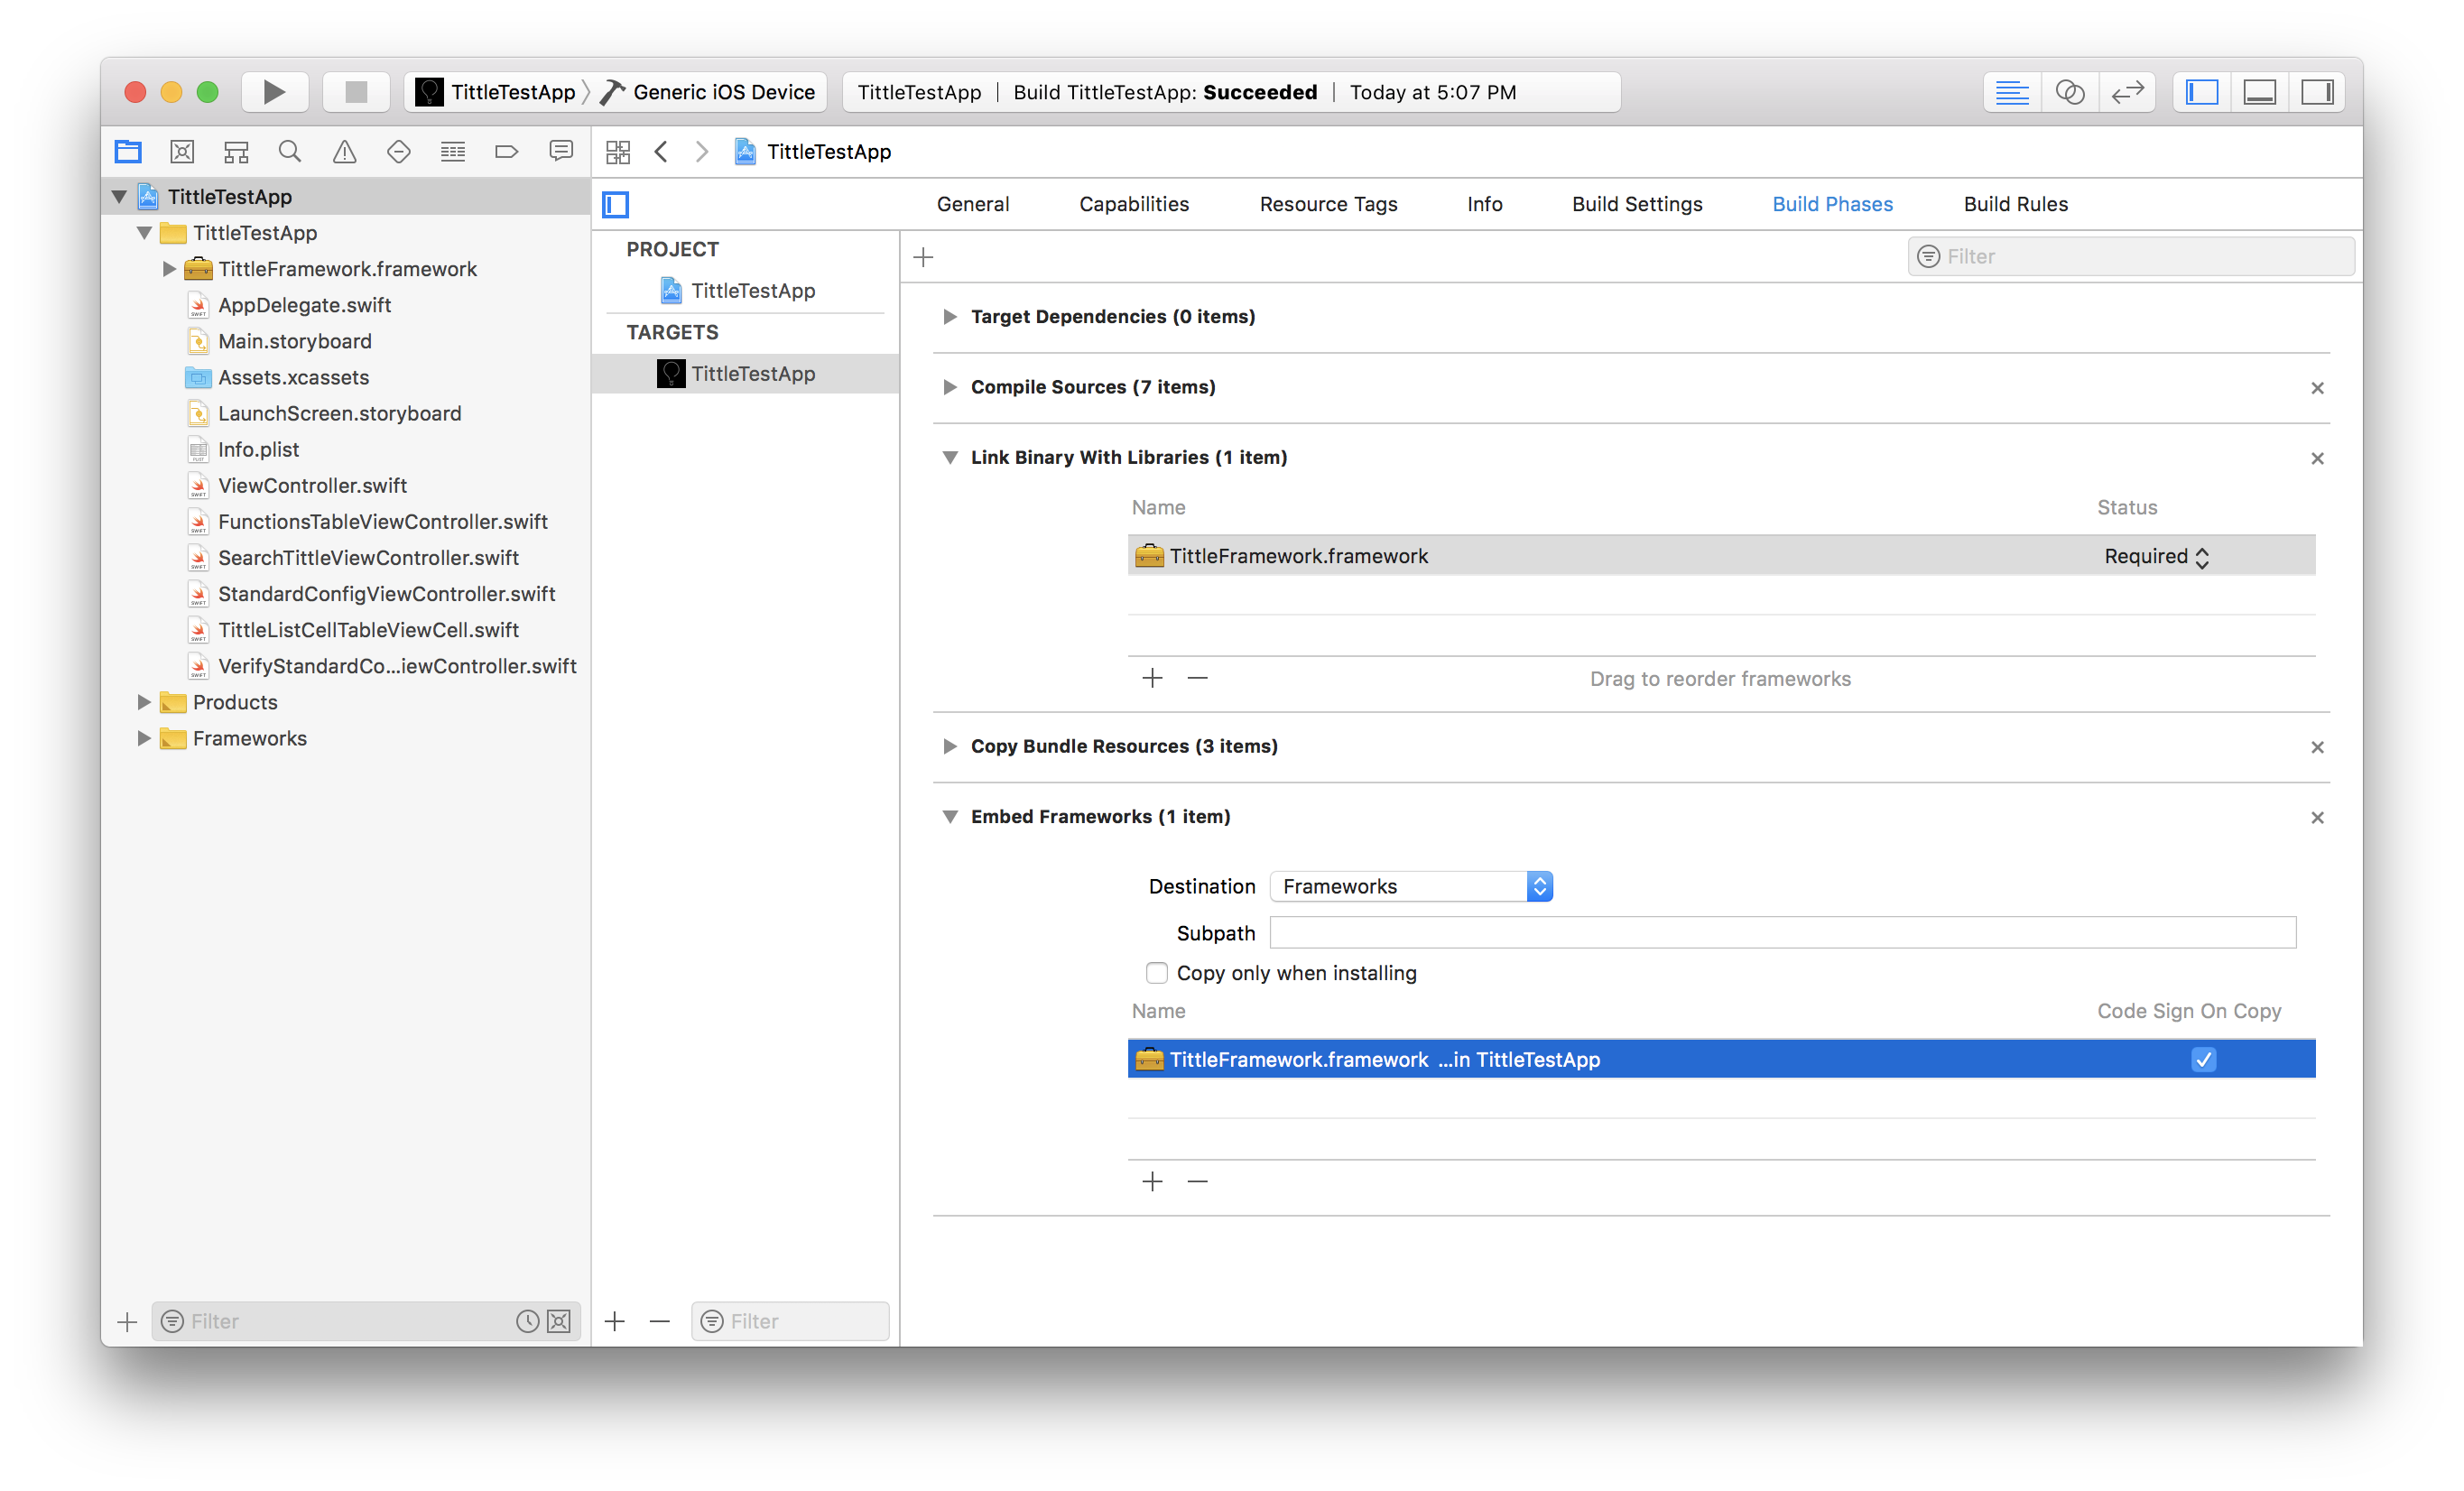 TittleTestApp Generic iOS Device TittleTestApp | Build TittleTestApp: Succeeded | Today at 5:07 PM
TittleTestApp
TittleTestApp
TittleTestApp
TittleFramework.framework
AppDelegate.swift
Main.storyboard
Assets.xcassets
LaunchScreen.storyboard
Info.plist
ViewController.swift
FunctionsTableViewController.swift
SearchTittleViewController.swift
StandardConfigViewController.swift
TittleListCellTableViewCell.swift
VerifyStandardCo...iewController.swift
Products
Frameworks
Filter
General Capabilities Resource Tags Info Build Settings Build Phases Build Rules
PROJECT
TittleTestApp
TARGETS
TittleTestApp
Filter
Filter
Target Dependencies (0 items)
Compile Sources (7 items)
Link Binary With Libraries (1 item)
Name Status
TittleFramework.framework Required
Drag to reorder frameworks
Copy Bundle Resources (3 items)
Embed Frameworks (1 item)
Destination Frameworks
Subpath
Copy only when installing
Name Code Sign On Copy
TittleFramework.framework ...in TittleTestApp